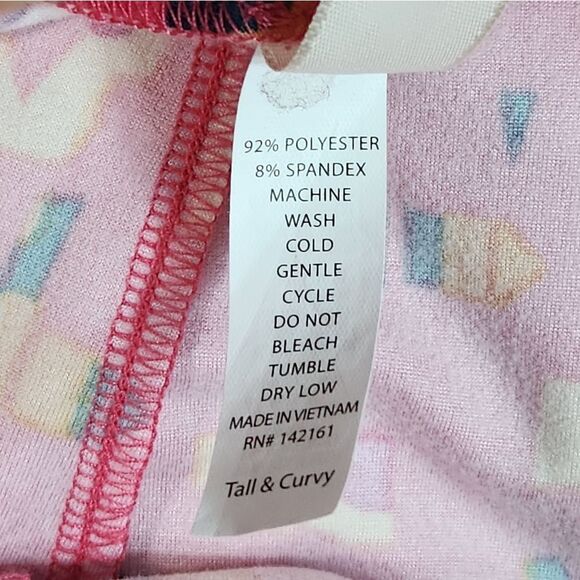 92% POLYESTER
8% SPANDEX
MACHINE
WASH
COLD
GENTLE
CYCLE
DO NOT
BLEACH
TUMBLE
DRY LOW
MADE IN VIETNAM
RN# 142161
Tall & Curvy